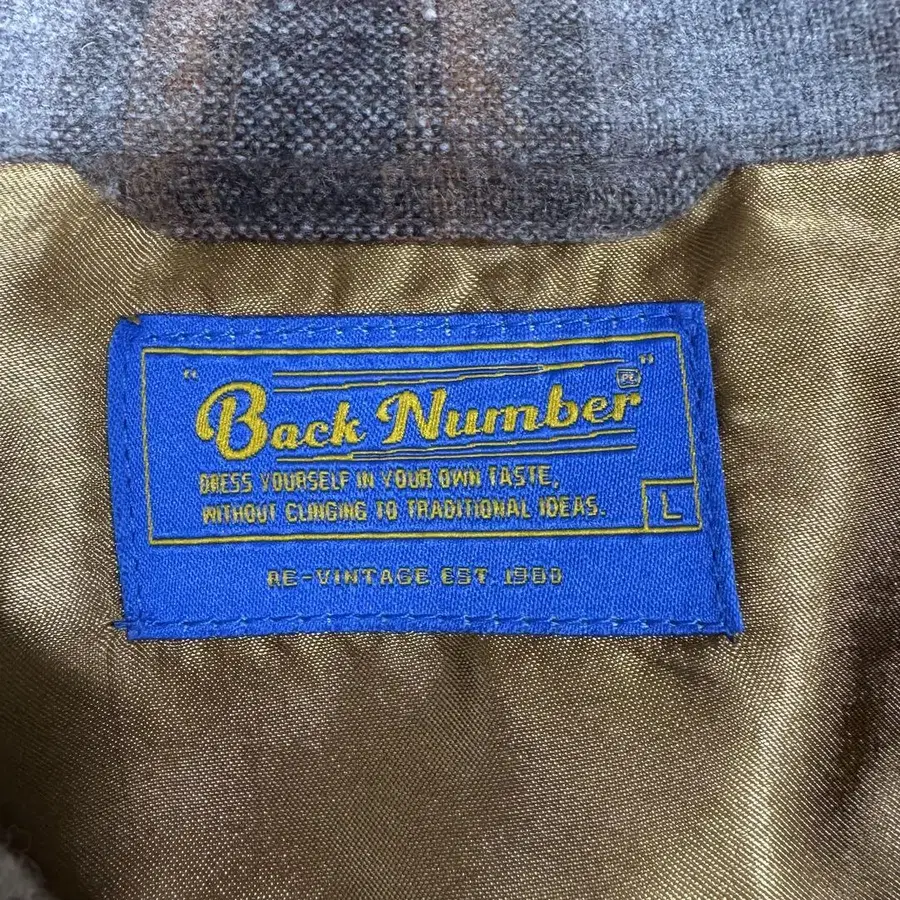 "Back Number"
DRESS YOURSELF IN YOUR OWN TASTE,
WITHOUT CLINGING TO TRADITIONAL IDEAS.
L
RE-VINTAGE EST. 1980